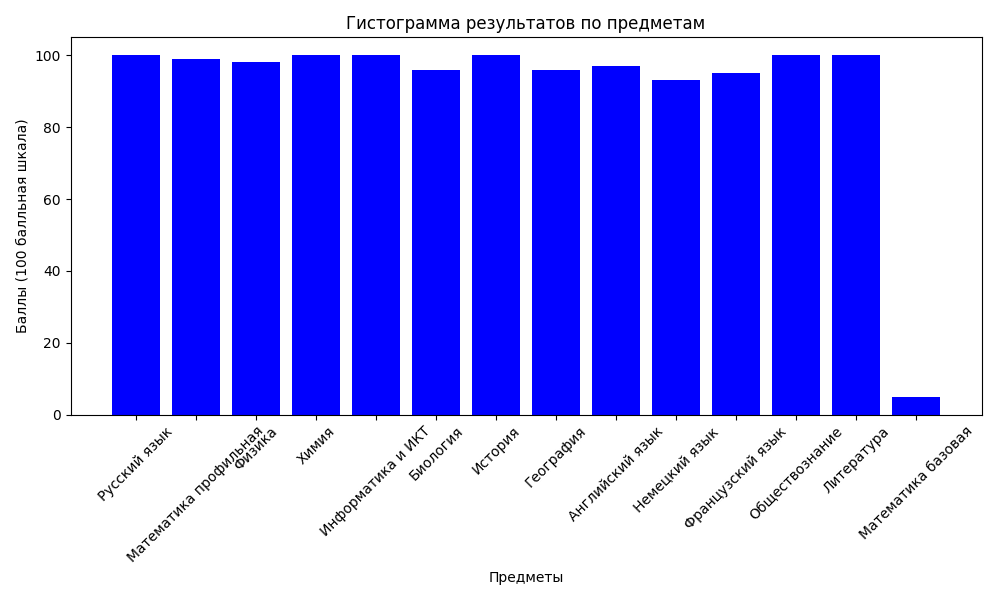 Гистограмма результатов по предметам
Баллы (100 балльная шкала)
100
80
60
40
20
0
Русский язык
Математика профильная
Физика
Химия
Информатика и ИКТ
Биология
История
География
Английский язык
Немецкий язык
Французский язык
Обществознание
Литература
Математика базовая
Предметы